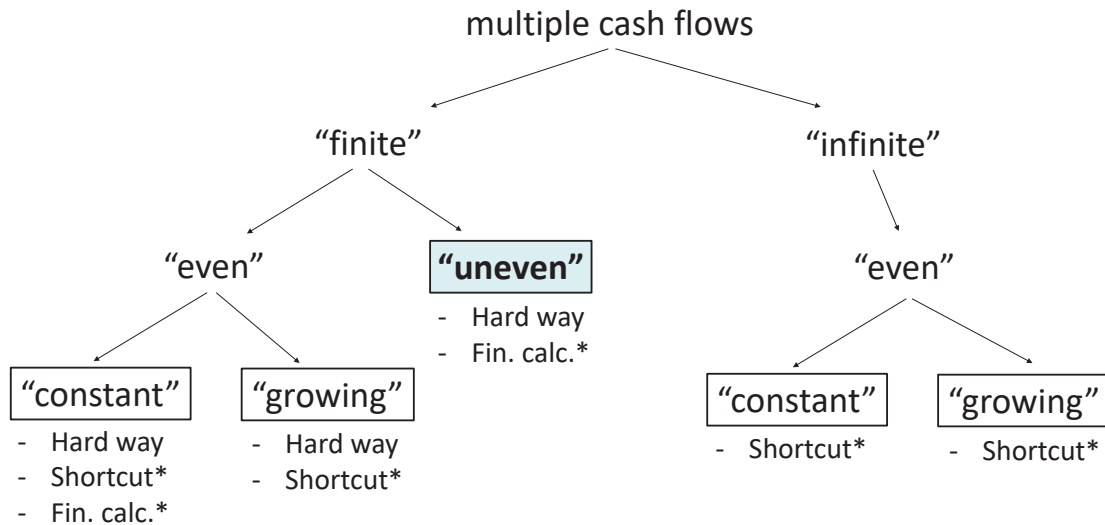 multiple cash flows
“finite”
“infinite”
“even”
“uneven”
“even”
- Hard way
- Fin. calc.*
“constant”
- Hard way
- Shortcut*
- Fin. calc.*
“growing”
- Hard way
- Shortcut*
“constant”
- Shortcut*
“growing”
- Shortcut*